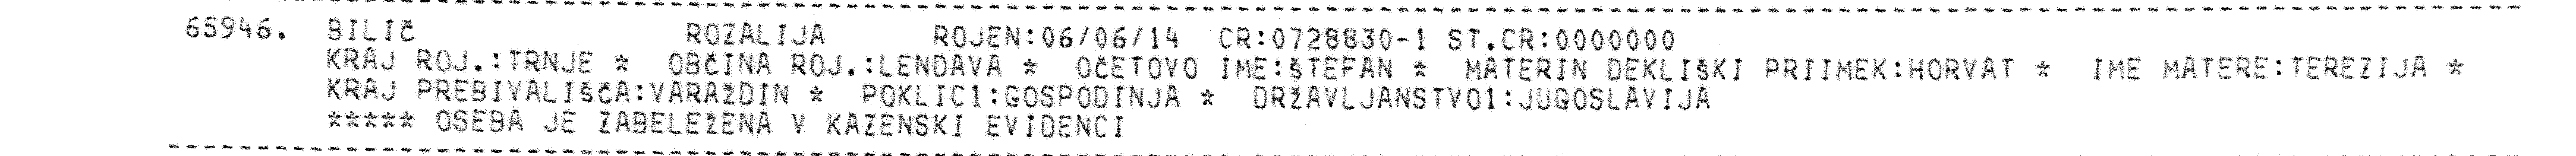 65946. BILIČ ROZALIJA ROJEN:06/06/14 CR:0728830-1 ST.CR:0000000
KRAJ ROJ.:TRNJE * OBČINA ROJ.:LENDAVA * OČETOVO IME:ŠTEFAN * MATERIN DEKLIŠKI PRIIMEK:HORVAT * IME MATERE:TEREZIJA *
KRAJ PREBIVALIŠČA:VARAŽDIN * POKLIC1:GOSPODINJA * DRŽAVLJANSTVO1:JUGOSLAVIJA
***** OSEBA JE ZABELEŽENA V KAZENSKI EVIDENCI